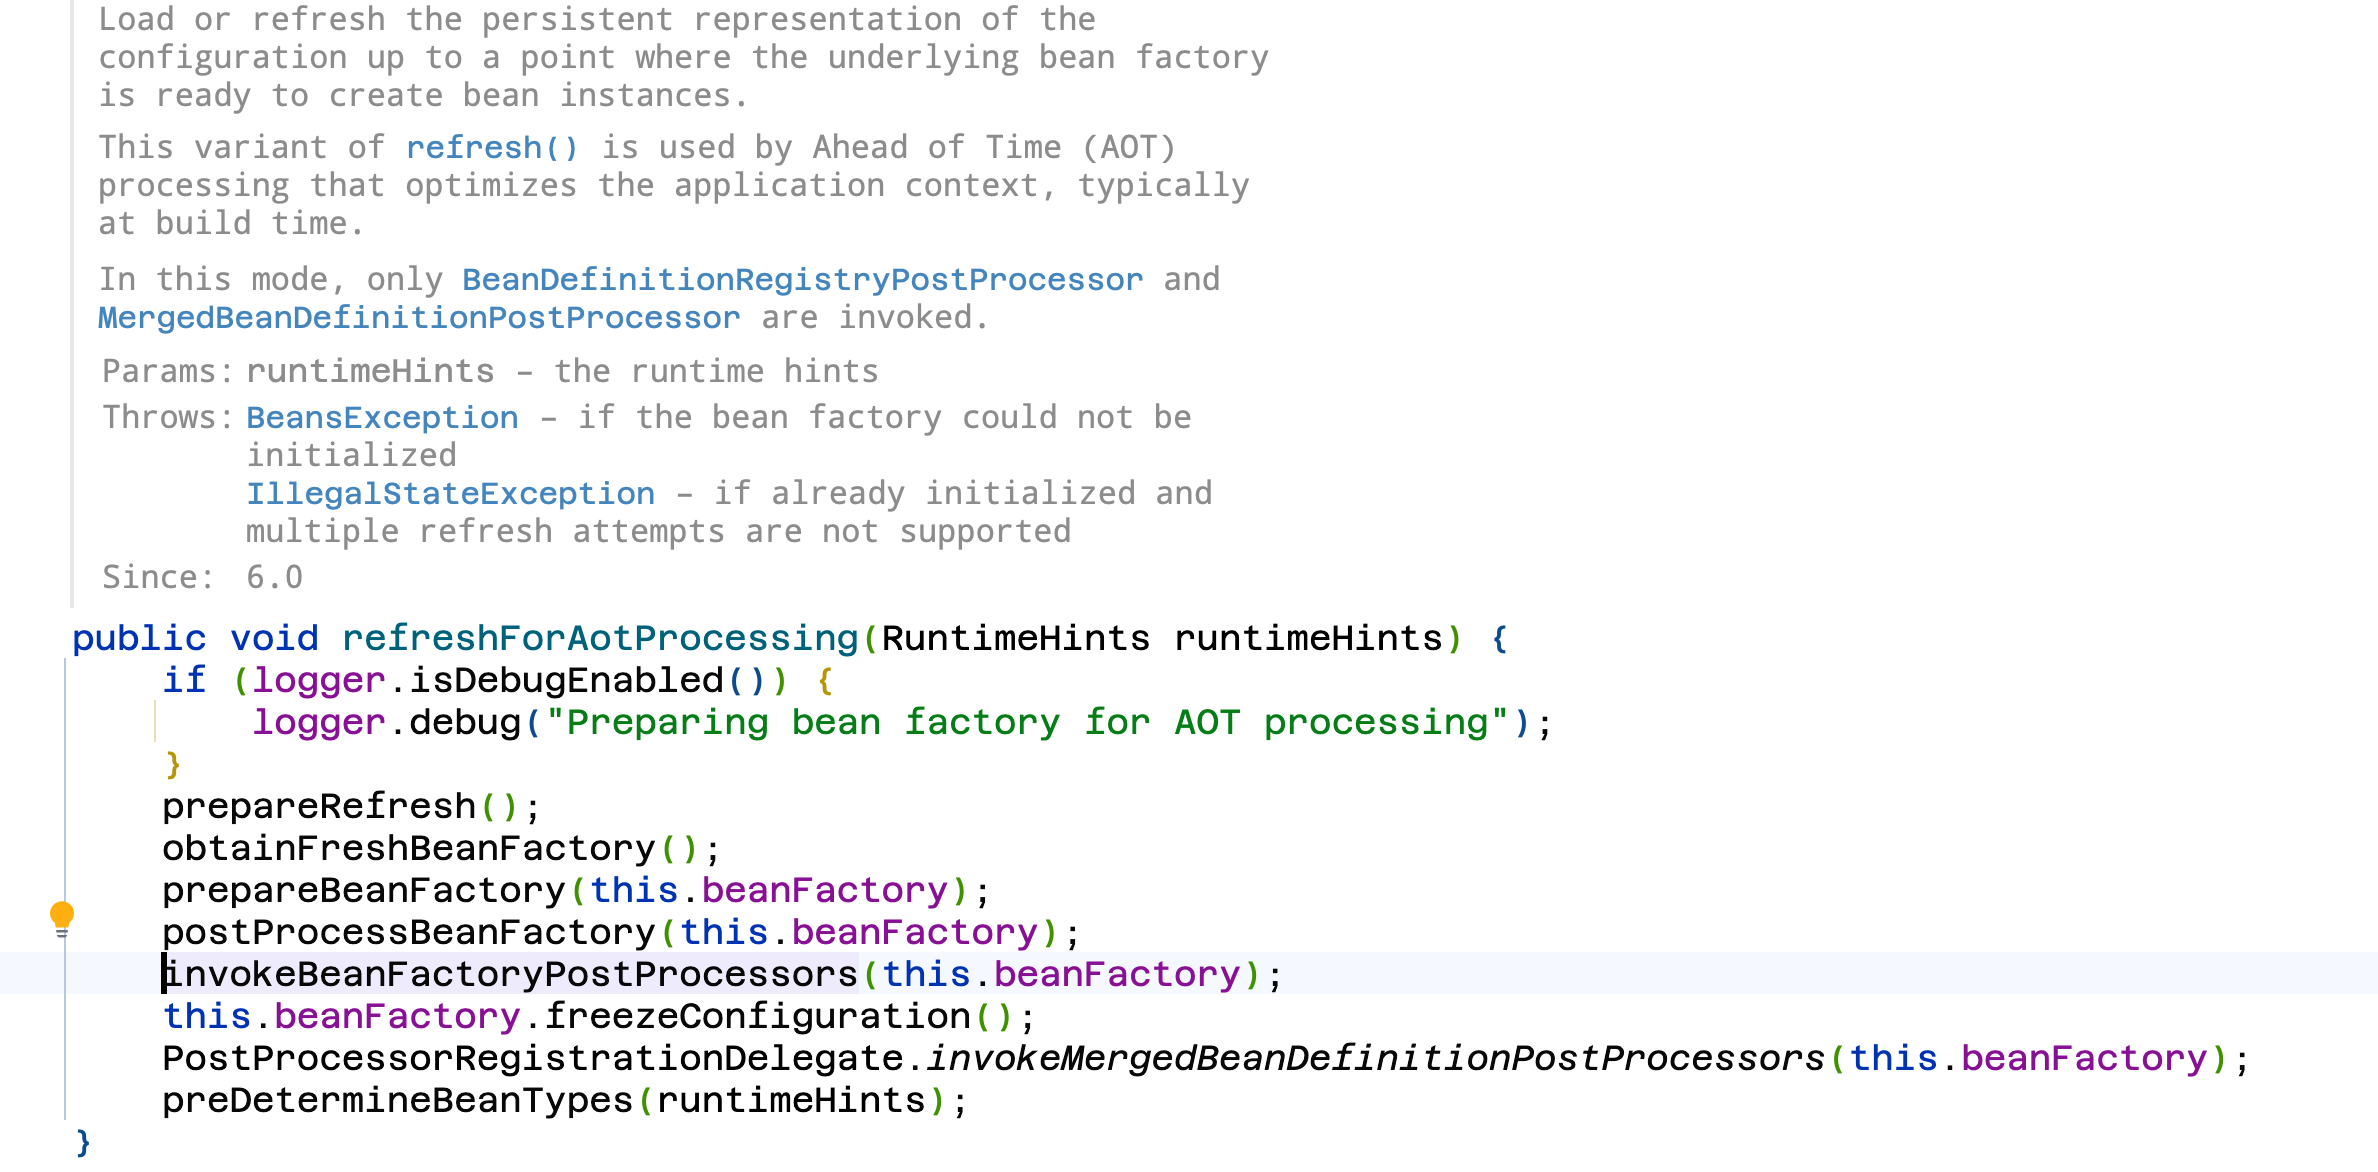 Load or refresh the persistent representation of the
configuration up to a point where the underlying bean factory
is ready to create bean instances.
This variant of refresh() is used by Ahead of Time (AOT)
processing that optimizes the application context, typically
at build time.
In this mode, only BeanDefinitionRegistryPostProcessor and
MergedBeanDefinitionPostProcessor are invoked.
Params: runtimeHints – the runtime hints
Throws: BeansException – if the bean factory could not be
initialized
IllegalStateException – if already initialized and
multiple refresh attempts are not supported
Since: 6.0
public void refreshForAotProcessing(RuntimeHints runtimeHints) {
if (logger.isDebugEnabled()) {
logger.debug("Preparing bean factory for AOT processing");
}
prepareRefresh();
obtainFreshBeanFactory();
prepareBeanFactory(this.beanFactory);
postProcessBeanFactory(this.beanFactory);
invokeBeanFactoryPostProcessors(this.beanFactory);
this.beanFactory.freezeConfiguration();
PostProcessorRegistrationDelegate.invokeMergedBeanDefinitionPostProcessors(this.beanFactory);
preDetermineBeanTypes(runtimeHints);
}